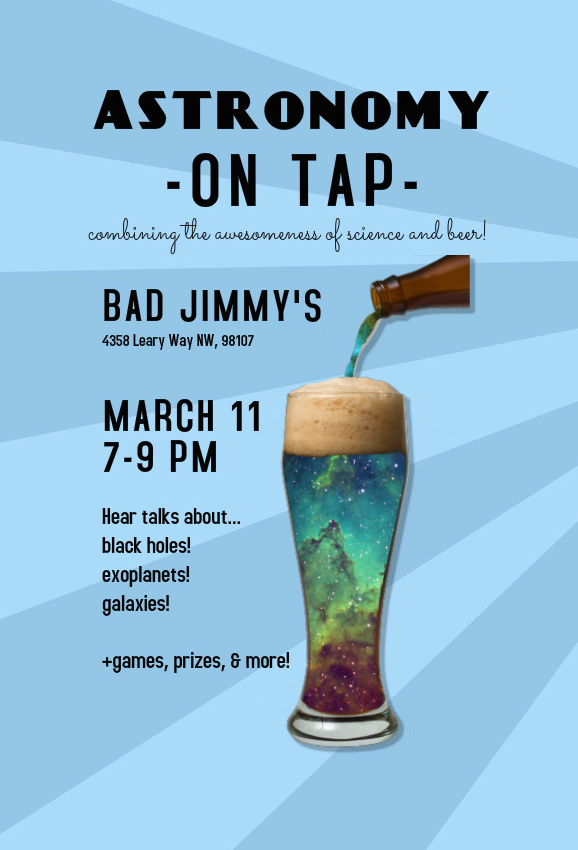 ASTRONOMY
-ON TAP-
combining the awesomeness of science and beer!
BAD JIMMY'S
4358 Leary Way NW, 98107
MARCH 11
7-9 PM
Hear talks about...
black holes!
exoplanets!
galaxies!
+games, prizes, & more!